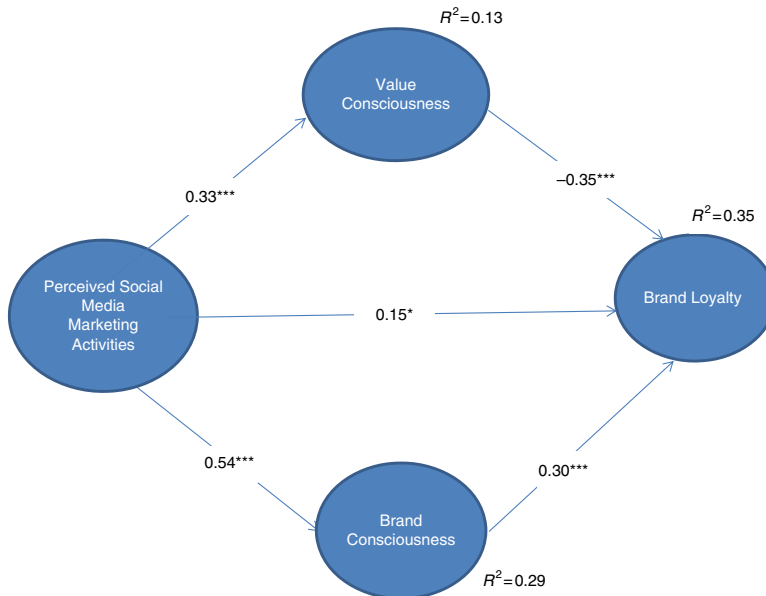 R²=0.13
Value
Consciousness
0.33***
–0.35***
R²=0.35
Perceived Social
Media
Marketing
Activities
0.15*
Brand Loyalty
0.54***
0.30***
Brand
Consciousness
R²=0.29